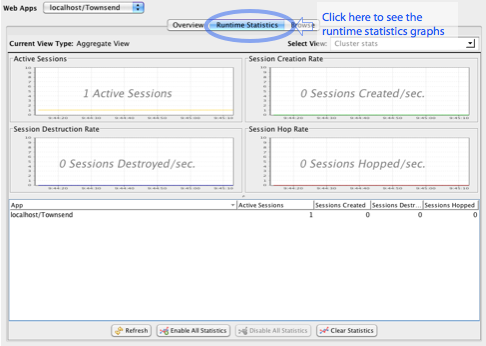 Web Apps localhost/Townsend
Overview Runtime Statistics Browse
Click here to see the
runtime statistics graphs
Current View Type: Aggregate View
Select View: Cluster stats
Active Sessions
1 Active Sessions
Session Creation Rate
0 Sessions Created/sec.
Session Destruction Rate
0 Sessions Destroyed/sec.
Session Hop Rate
0 Sessions Hopped/sec.
App Active Sessions Sessions Created Sessions Destr... Sessions Hopped
localhost/Townsend 1 0 0 0
Refresh Enable All Statistics Disable All Statistics Clear Statistics